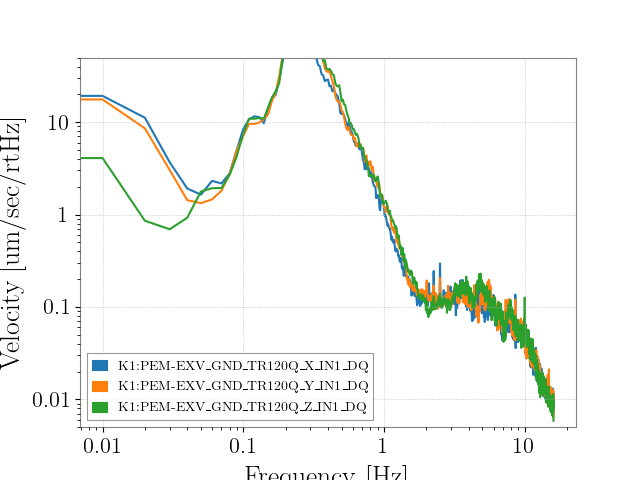 Velocity [um/sec/rtHz]
10
1
0.1
0.01
K1:PEM-EXV_GND_TR120Q_X_IN1_DQ
K1:PEM-EXV_GND_TR120Q_Y_IN1_DQ
K1:PEM-EXV_GND_TR120Q_Z_IN1_DQ
0.01 0.1 1 10
Frequency [Hz]